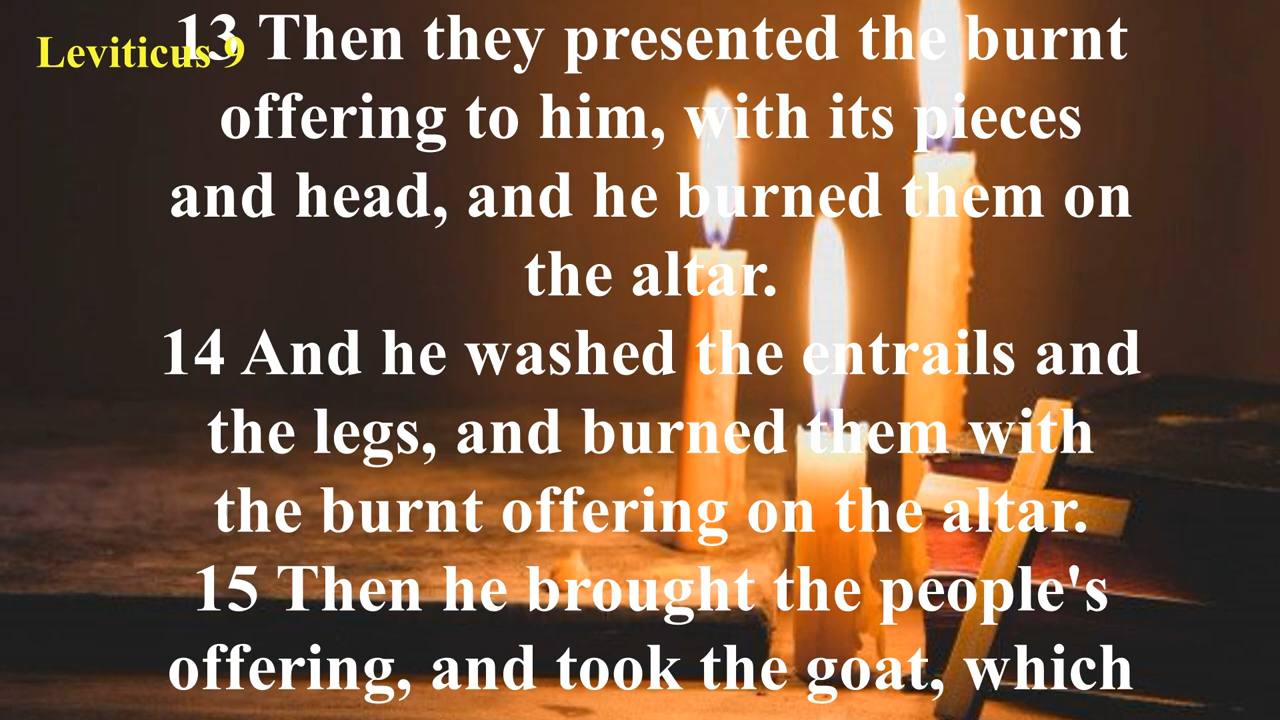 Leviticus 9
13 Then they presented the burnt
offering to him, with its pieces
and head, and he burned them on
the altar.
14 And he washed the entrails and
the legs, and burned them with
the burnt offering on the altar.
15 Then he brought the people's
offering, and took the goat, which